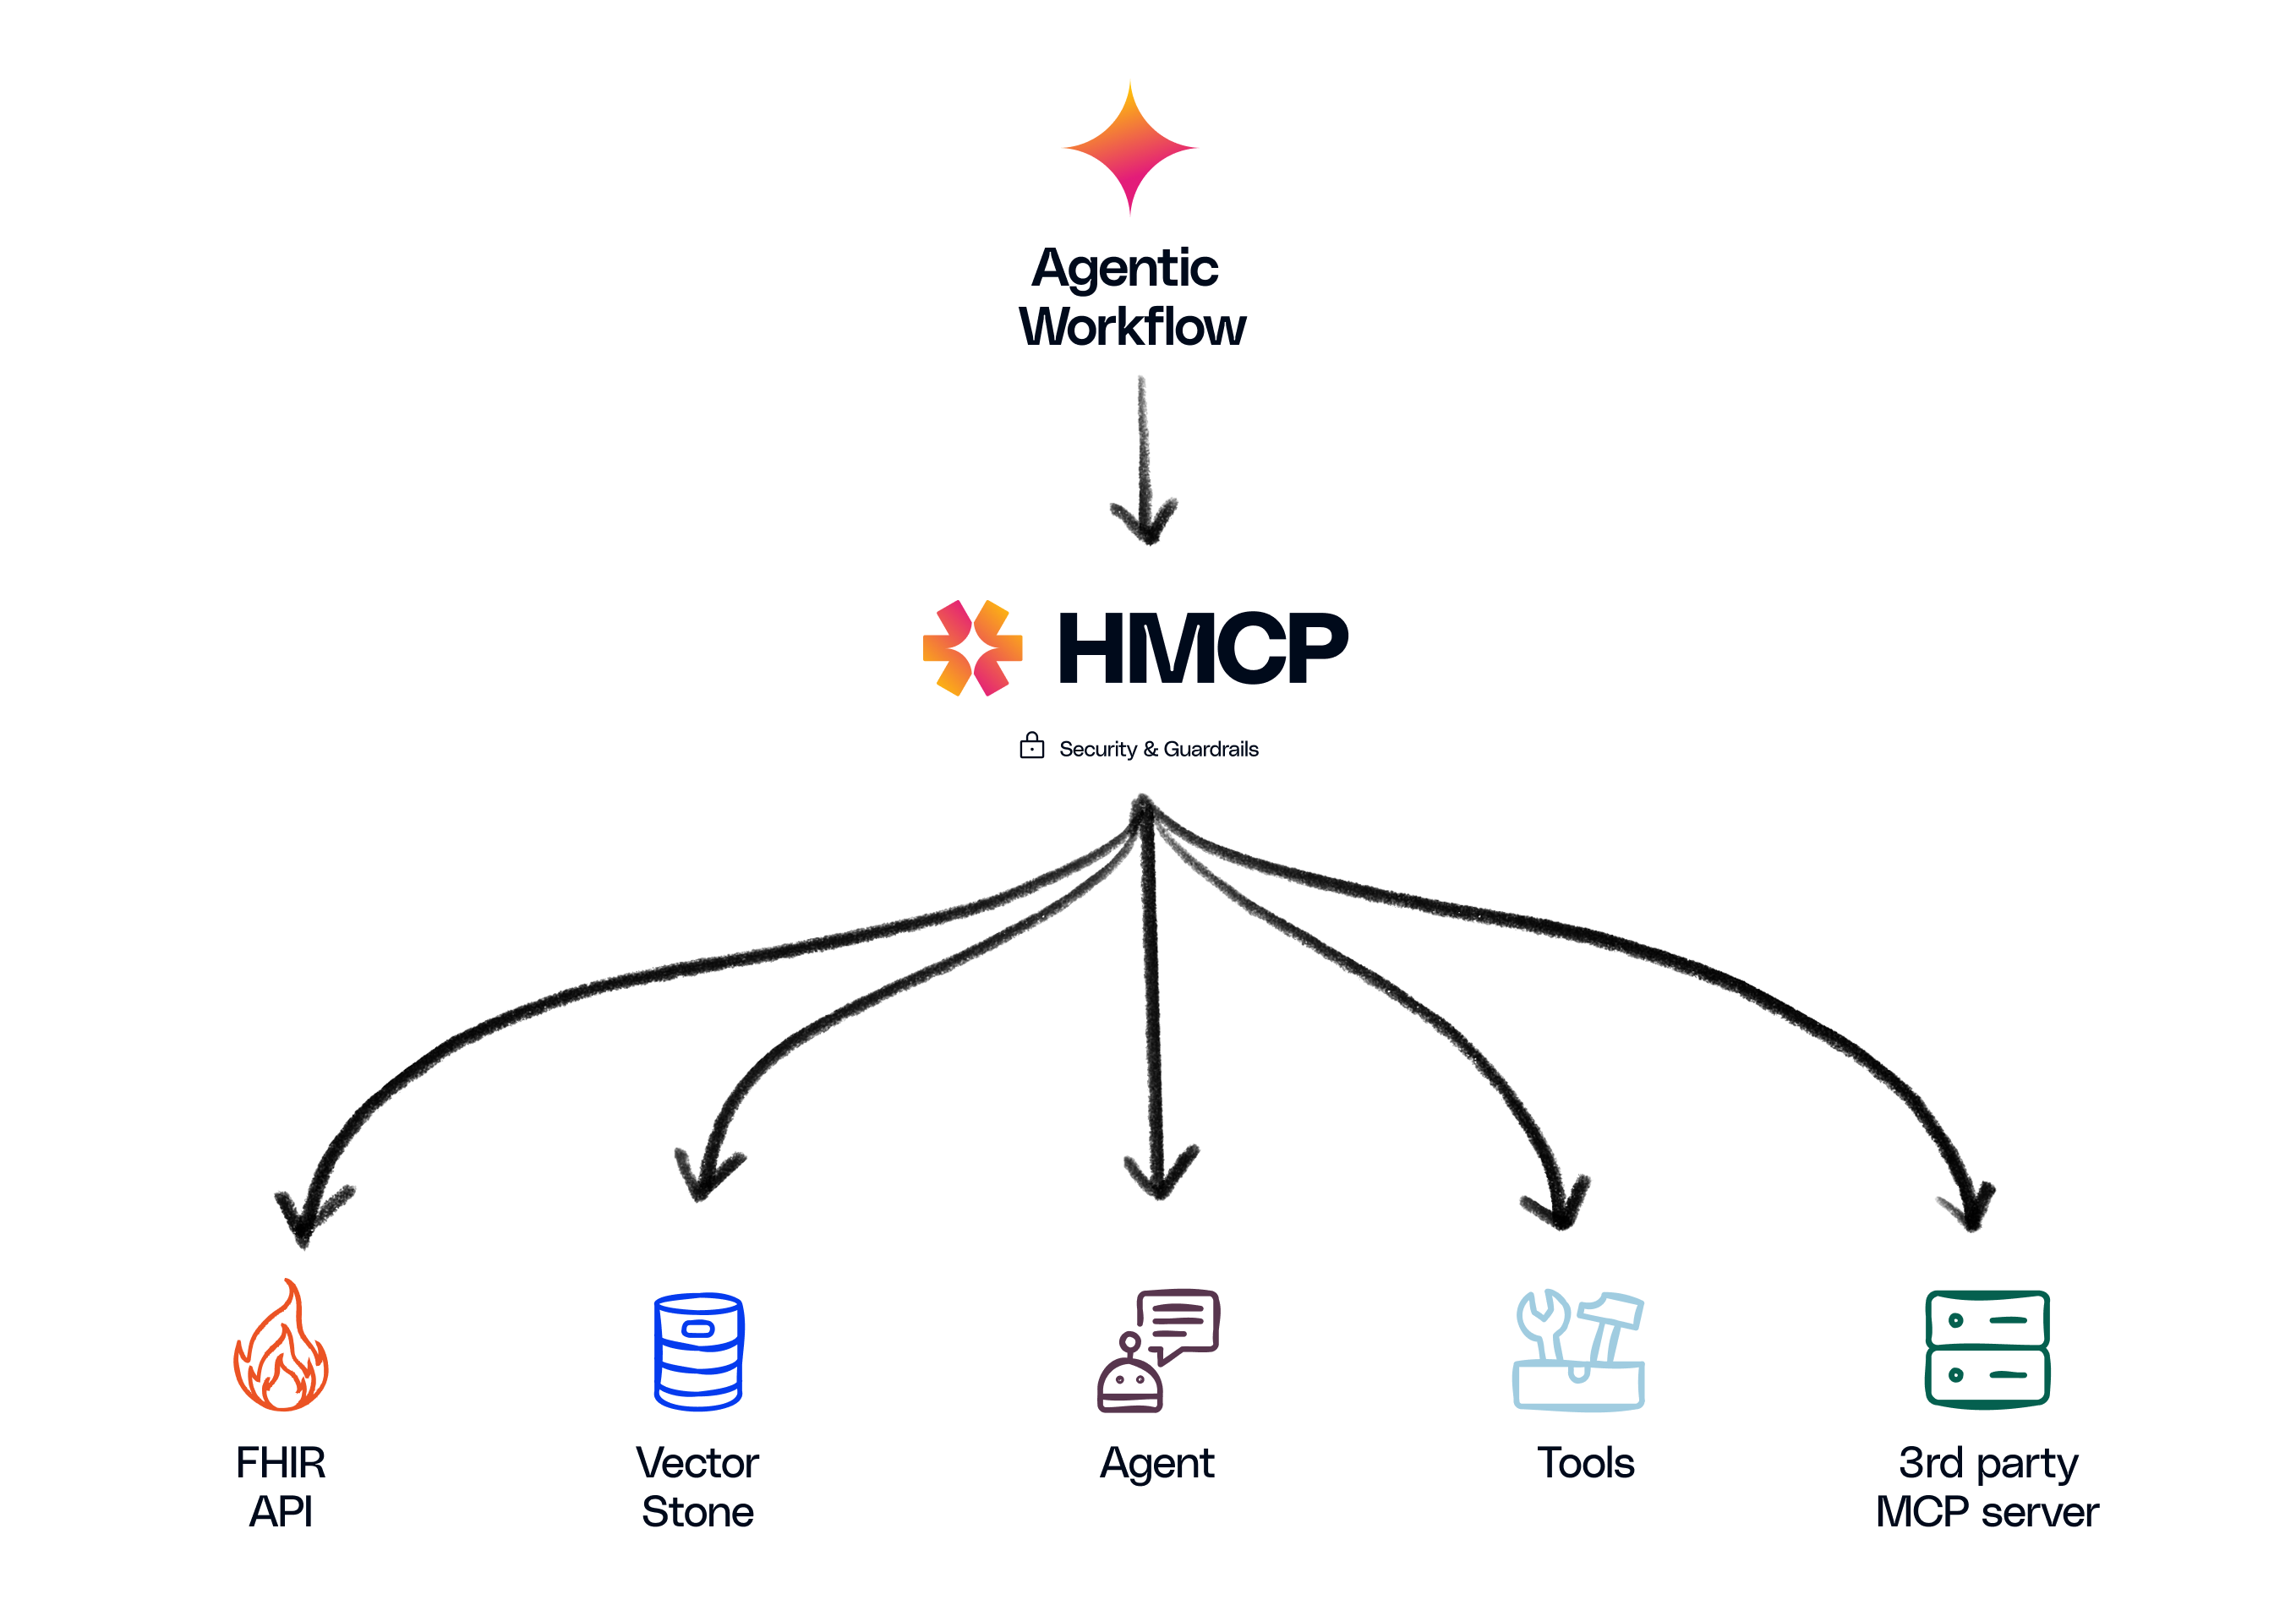 Agentic
Workflow
HMCP
Security & Guardrails
FHIR
API
Vector
Stone
Agent
Tools
3rd party
MCP server